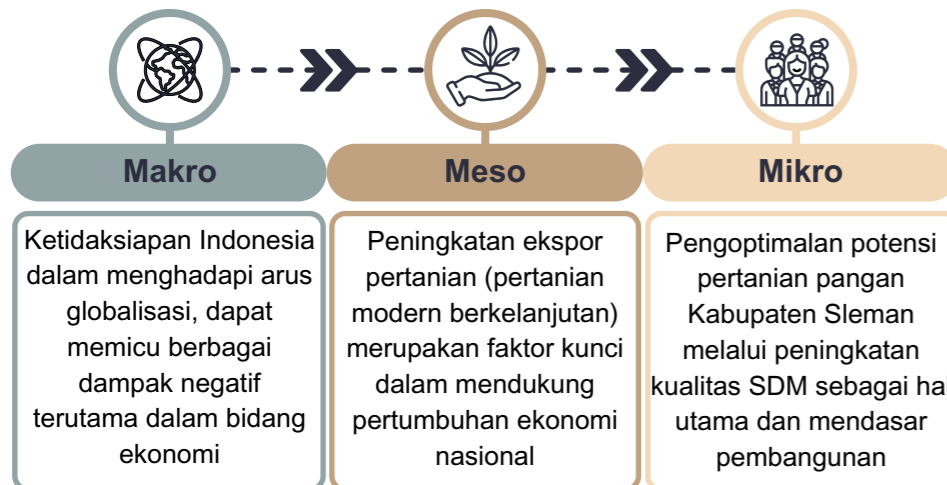 Makro
Ketidaksiapan Indonesia
dalam menghadapi arus
globalisasi, dapat
memicu berbagai
dampak negatif
terutama dalam bidang
ekonomi
Meso
Peningkatan ekspor
pertanian (pertanian
modern berkelanjutan)
merupakan faktor kunci
dalam mendukung
pertumbuhan ekonomi
nasional
Mikro
Pengoptimalan potensi
pertanian pangan
Kabupaten Sleman
melalui peningkatan
kualitas SDM sebagai hal
utama dan mendasar
pembangunan